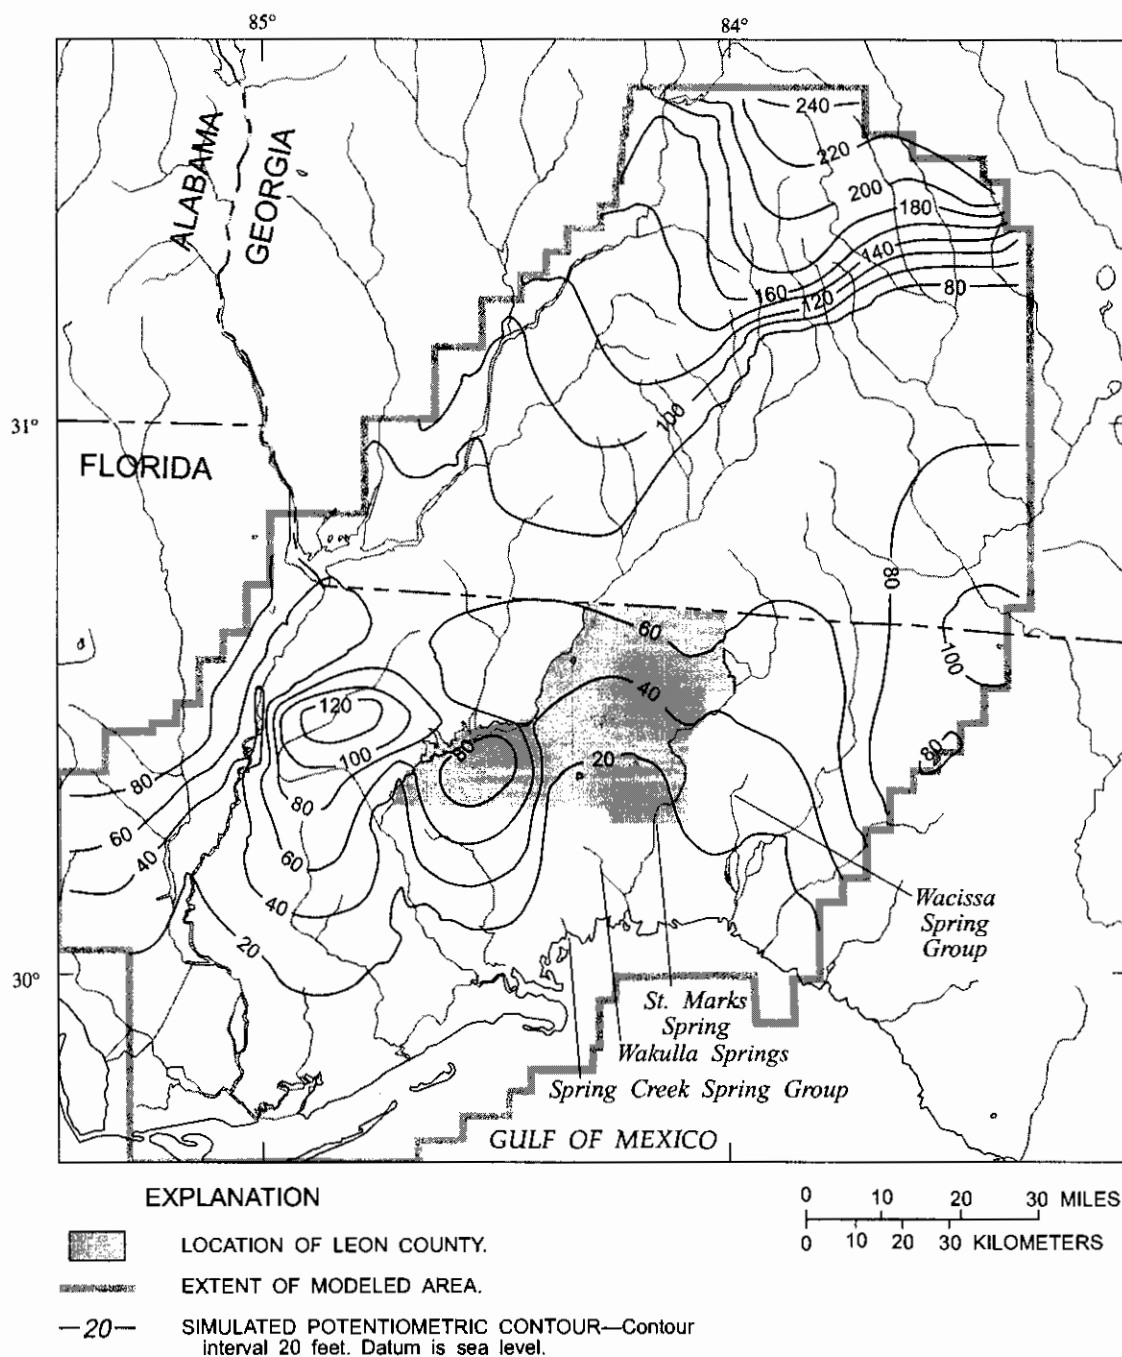 85°
84°
240
220
200
180
140
160
120
80
100
ALABAMA
GEORGIA
31°
FLORIDA
80
60
100
40
120
80
100
20
80
80
80
60
60
40
40
20
Wacissa
Spring
Group
30°
St. Marks
Spring
Wakulla Springs
Spring Creek Spring Group
GULF OF MEXICO
EXPLANATION
LOCATION OF LEON COUNTY.
EXTENT OF MODELED AREA.
—20— SIMULATED POTENTIOMETRIC CONTOUR—Contour
interval 20 feet. Datum is sea level.
0 10 20 30 MILES
0 10 20 30 KILOMETERS